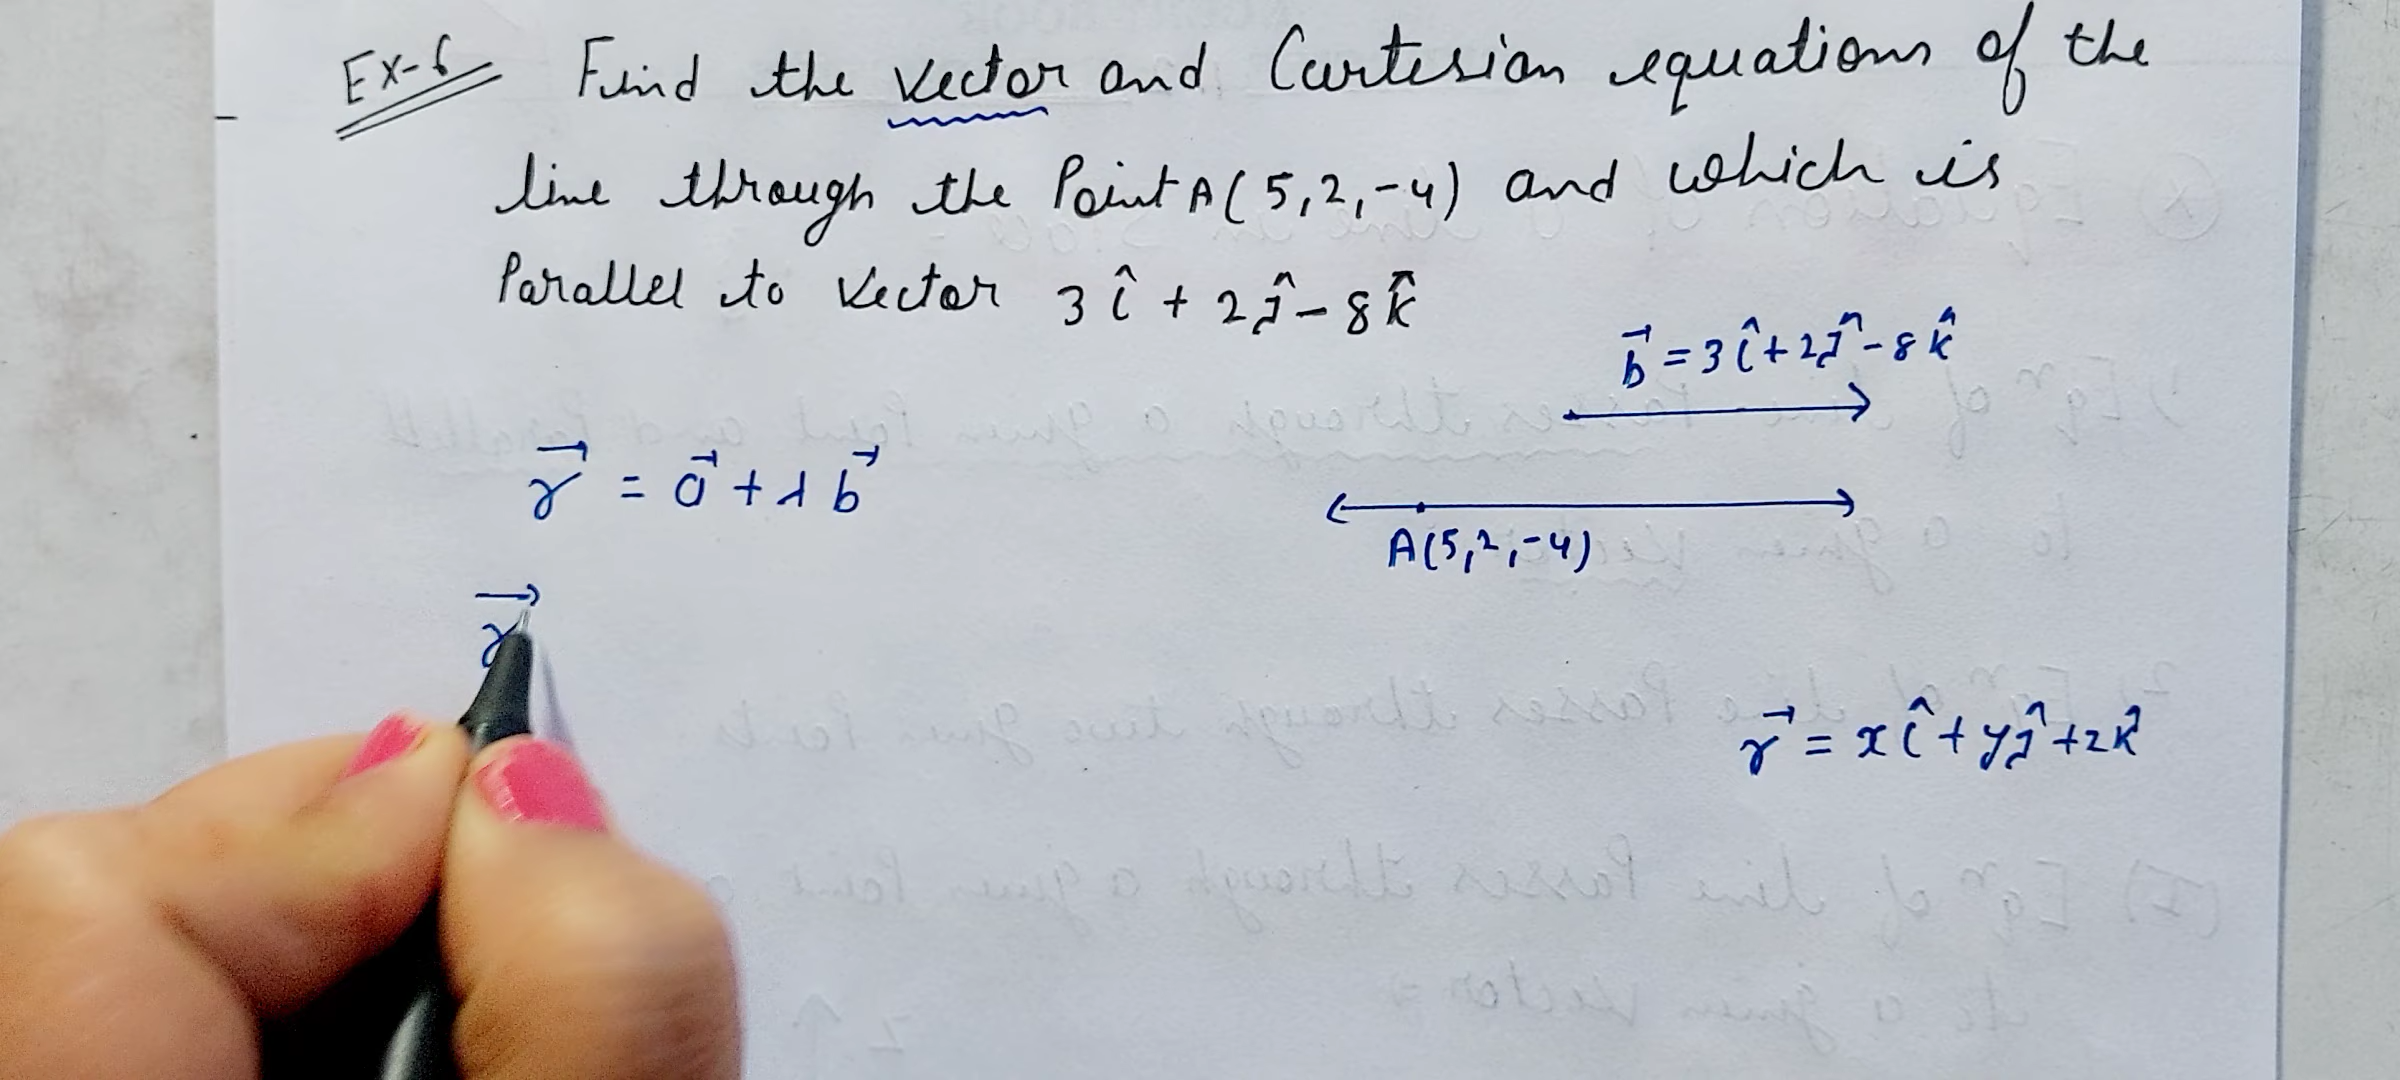 Ex-6 Find the vector and Cartesian equations of the
line through the Point A(5,2,-4) and which is
Parallel to vector 3î + 2ĵ - 8k̂
b⃗ = 3î + 2ĵ - 8k̂
r⃗ = a⃗ + λb⃗
A(5,2,-4)
r⃗
r⃗ = xî + yĵ + zk̂